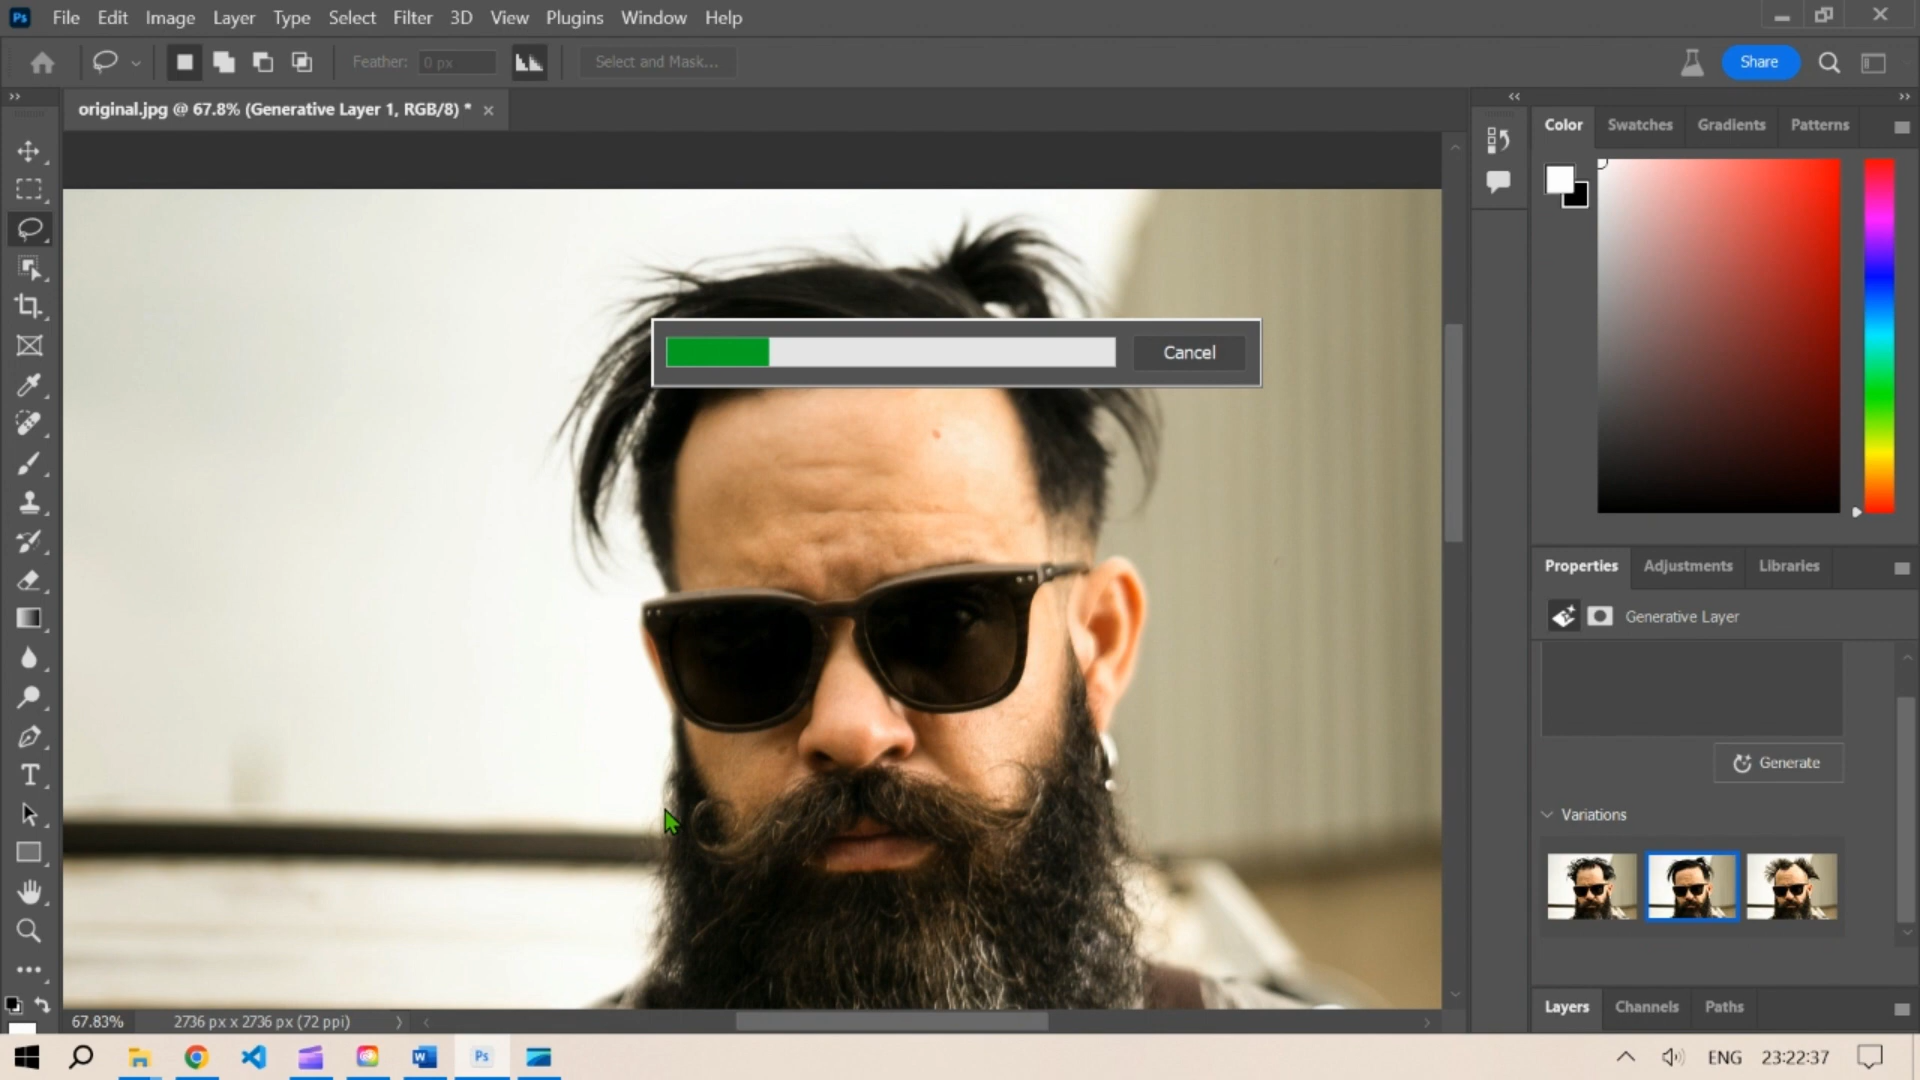 Ps File Edit Image Layer Type Select Filter 3D View Plugins Window Help
Feather: 0 px Select and Mask... Share
original.jpg @ 67.8% (Generative Layer 1, RGB/8) *
Color Swatches Gradients Patterns
Cancel
Properties Adjustments Libraries
Generative Layer
Generate
Variations
Layers Channels Paths
67.83% 2736 px x 2736 px (72 ppi)
W Ps ENG 23:22:37